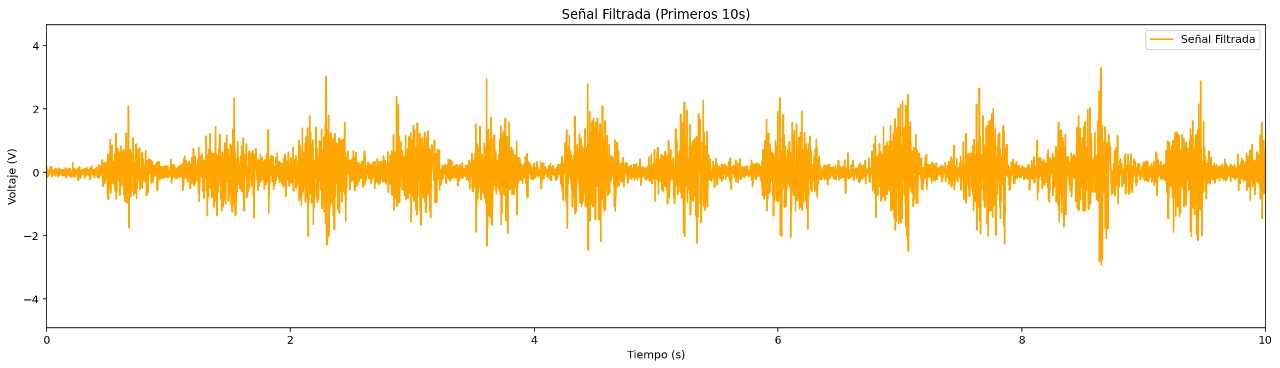 Señal Filtrada (Primeros 10s)
Señal Filtrada
4
2
0
−2
−4
Voltaje (V)
0 2 4 6 8 10
Tiempo (s)